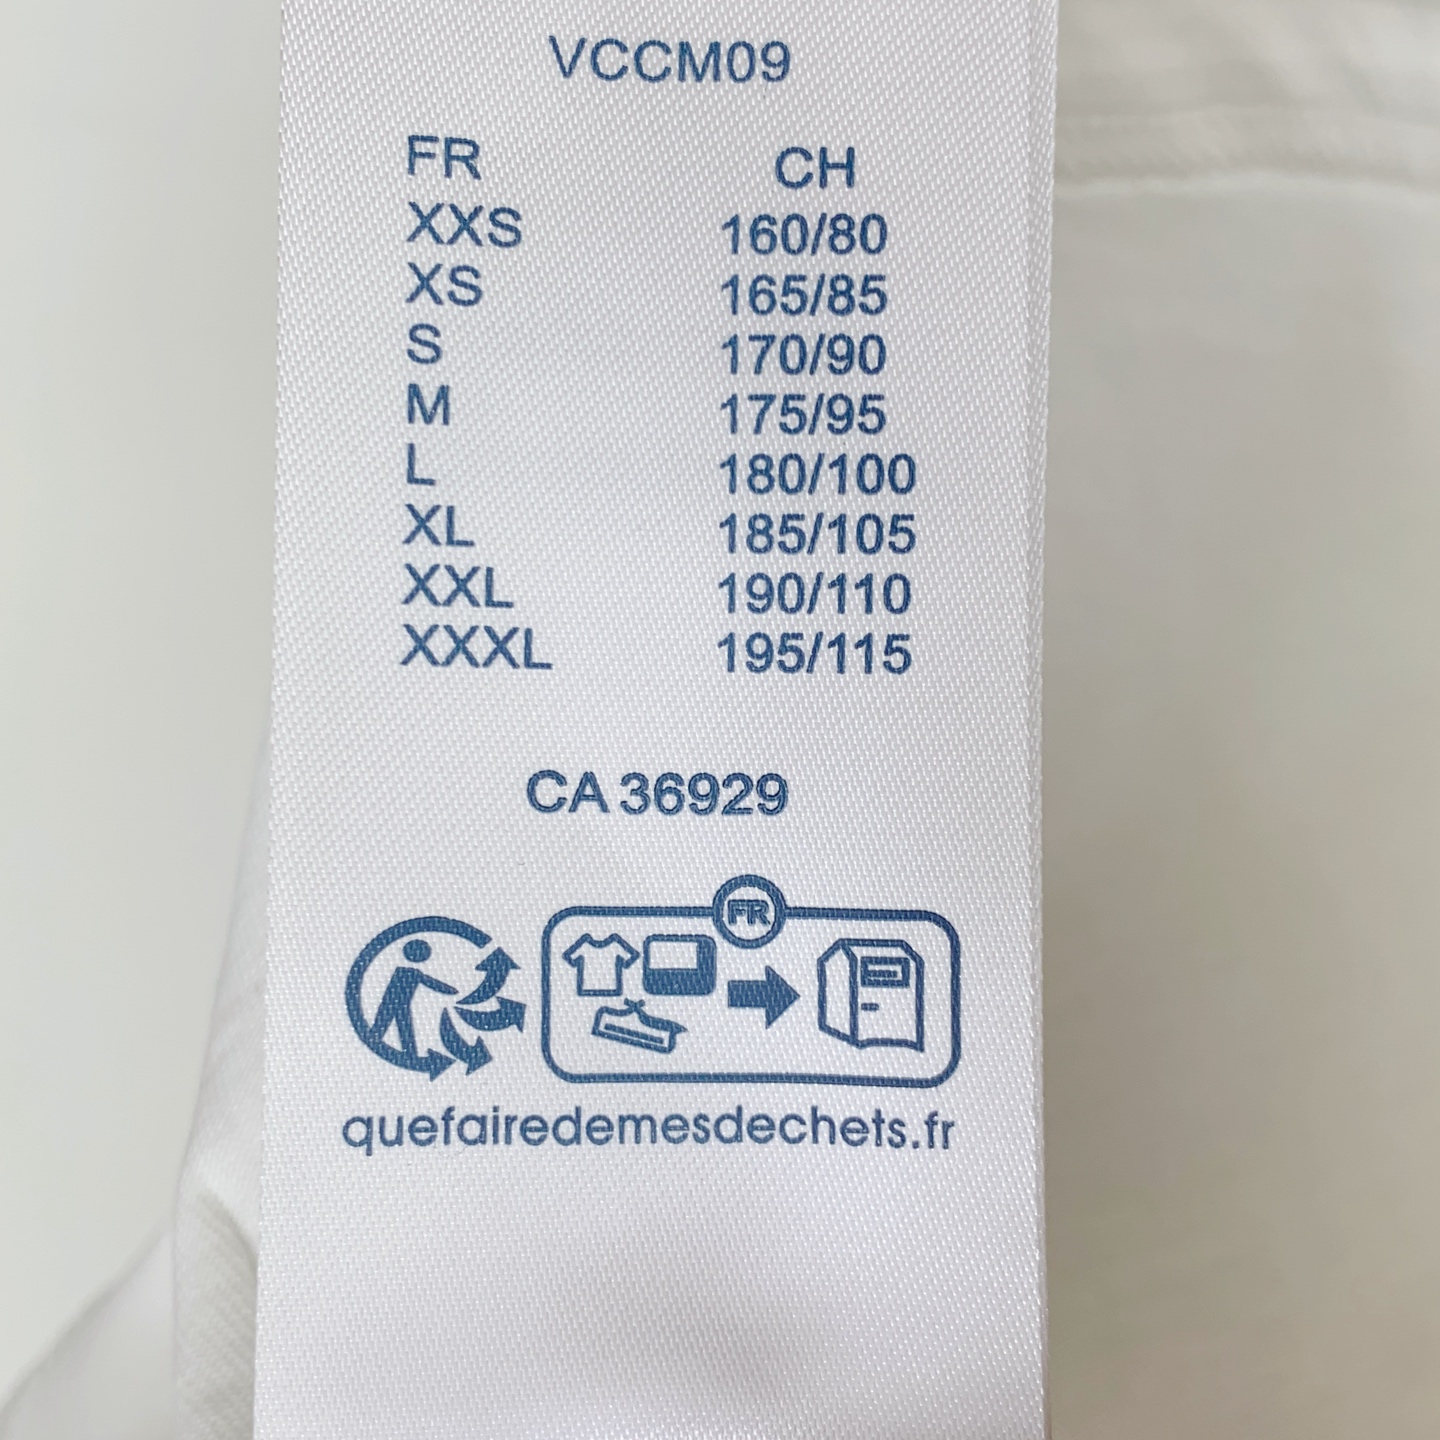 VCCM09
FR CH
XXS 160/80
XS 165/85
S 170/90
M 175/95
L 180/100
XL 185/105
XXL 190/110
XXXL 195/115
CA 36929
FR
quefairedemesdechets.fr